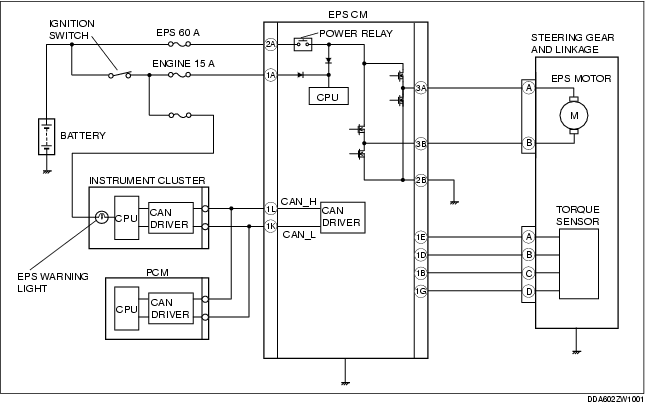 EPS CM
IGNITION
SWITCH
EPS 60 A
2A
POWER RELAY
STEERING GEAR
AND LINKAGE
ENGINE 15 A
1A
CPU
3A
A
EPS MOTOR
M
BATTERY
3B
B
INSTRUMENT CLUSTER
2B
CPU
CAN
DRIVER
1L
CAN_H
CAN
DRIVER
1K
CAN_L
TORQUE
SENSOR
1E
A
1D
B
1B
C
1G
D
EPS WARNING
LIGHT
PCM
CPU
CAN
DRIVER
DDA602ZW1001